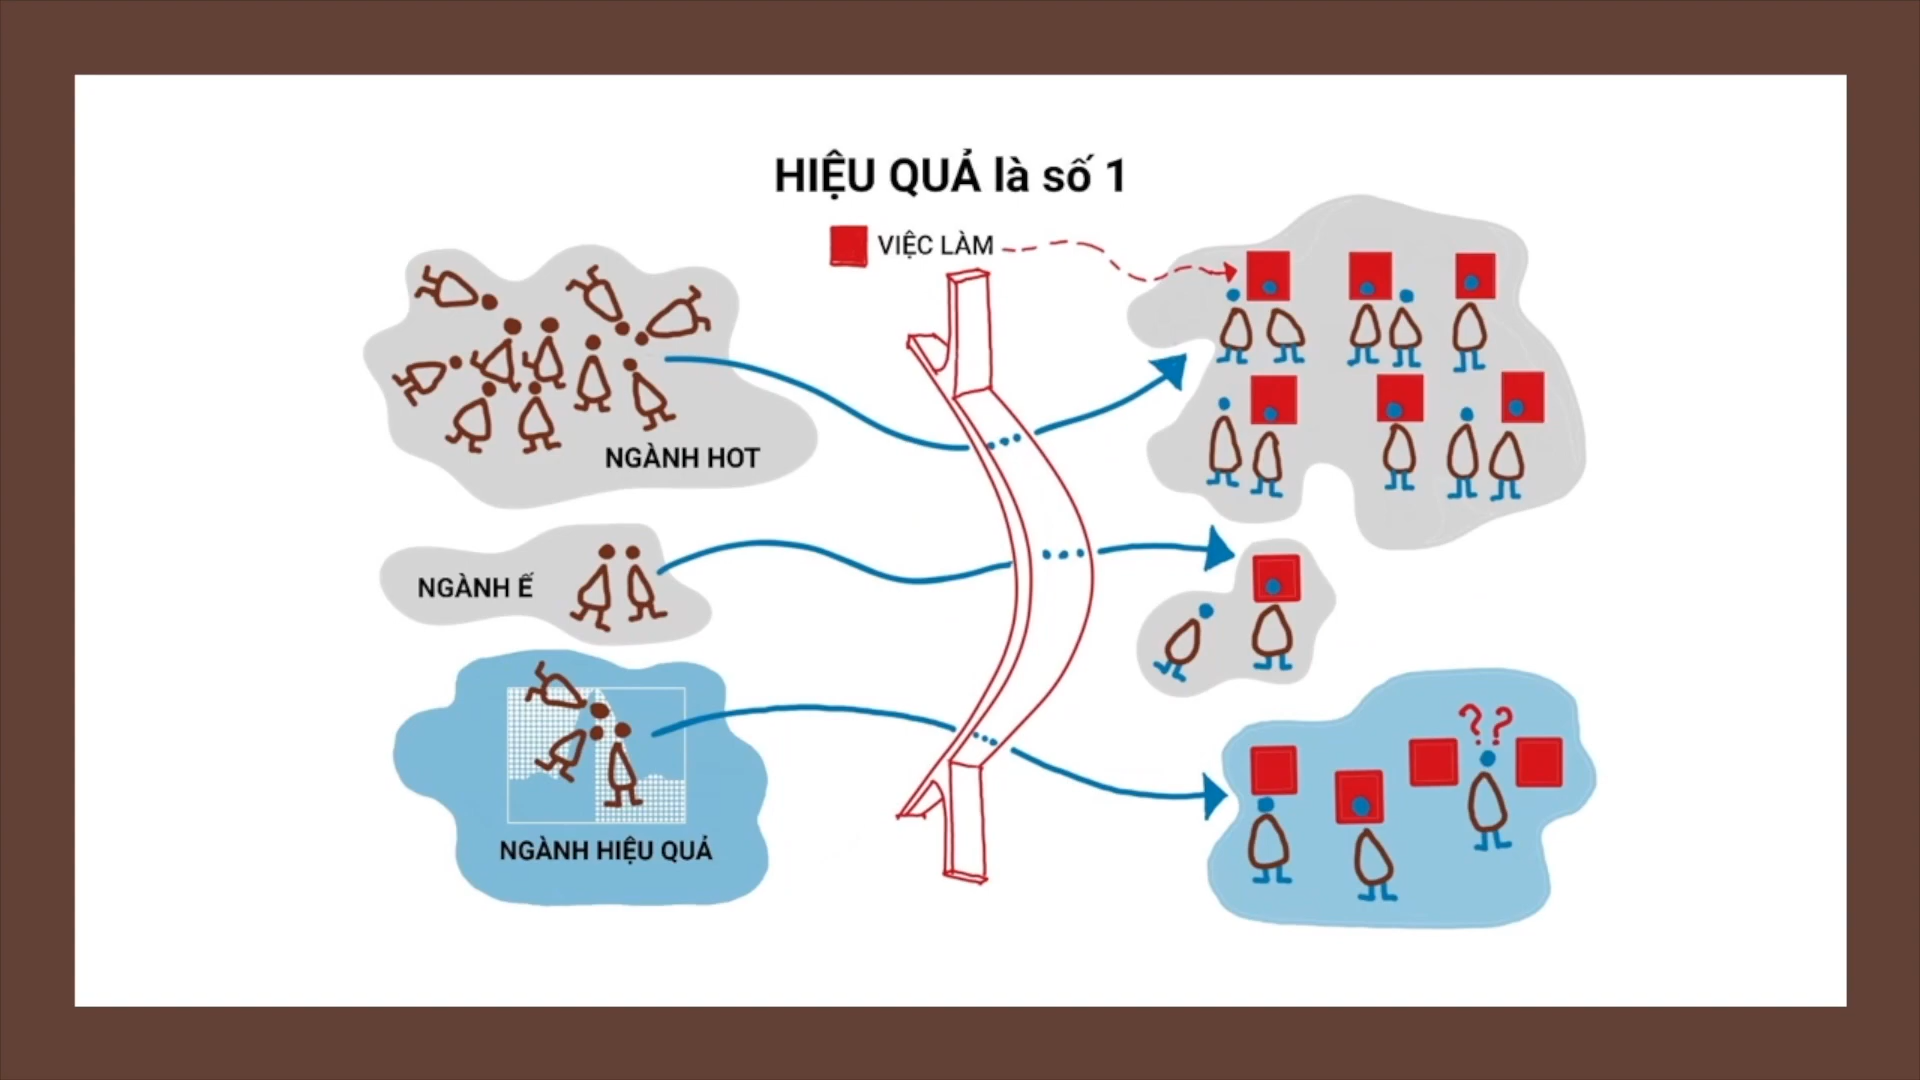 HIỆU QUẢ là số 1
VIỆC LÀM
NGÀNH HOT
NGÀNH Ế
??
NGÀNH HIỆU QUẢ